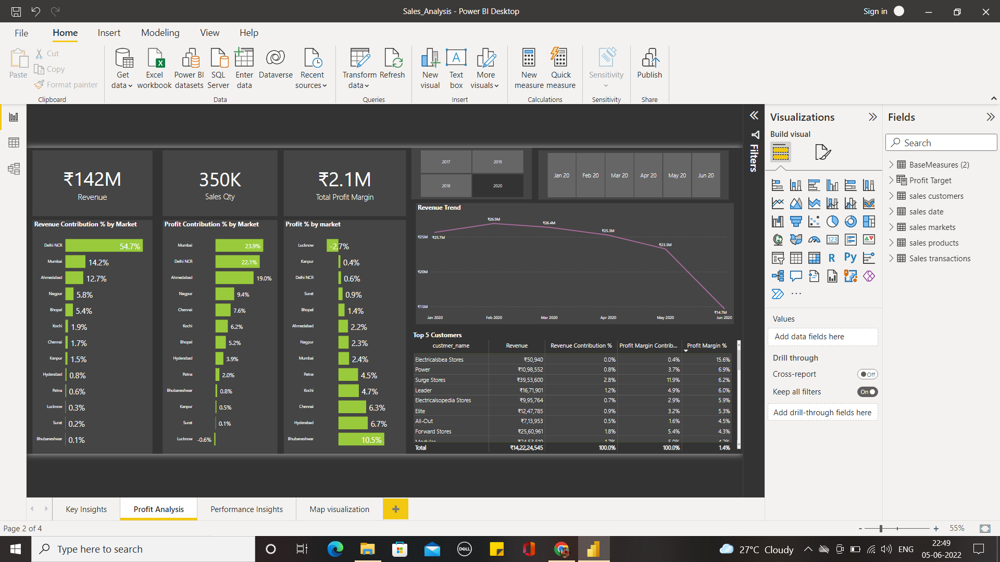 Sales_Analysis - Power BI Desktop
Sign in
File Home Insert Modeling View Help
Paste
Cut
Copy
Format painter
Clipboard
Get data
Excel workbook
Power BI datasets
SQL Server
Enter data
Dataverse
Recent sources
Data
Transform data
Refresh
Queries
New visual
Text box
More visuals
Insert
New measure
Quick measure
Calculations
Sensitivity
Sensitivity
Publish
Share
₹142M
Revenue
350K
Sales Qty
₹2.1M
Total Profit Margin
2017 2019
2018 2020
Jan 20 Feb 20 Mar 20 Apr 20 May 20 Jun 20
Revenue Contribution % by Market
Delhi NCR 54.7%
Mumbai 14.2%
Ahmedabad 12.7%
Nagpur 5.8%
Bhopal 5.4%
Kochi 1.9%
Chennai 1.7%
Kanpur 1.5%
Hyderabad 0.8%
Patna 0.6%
Lucknow 0.3%
Surat 0.2%
Bhubaneshwar 0.1%
Profit Contribution % by Market
Mumbai 23.9%
Delhi NCR 22.1%
Ahmedabad 19.0%
Nagpur 9.4%
Chennai 7.6%
Kochi 6.2%
Bhopal 5.2%
Hyderabad 3.9%
Patna 2.0%
Bhubaneshwar 0.8%
Kanpur 0.5%
Surat 0.1%
Lucknow -0.6%
Profit % by market
Lucknow -2.7%
Kanpur 0.4%
Delhi NCR 0.6%
Surat 0.9%
Bhopal 1.4%
Ahmedabad 2.2%
Nagpur 2.3%
Mumbai 2.4%
Patna 4.5%
Kochi 4.7%
Chennai 6.3%
Hyderabad 6.7%
Bhubaneshwar 10.5%
Revenue Trend
₹26.9M
₹26.4M
₹25.3M
₹25M ₹25.7M
₹23.3M
₹20M
₹15M
₹14.7M
Jan 2020 Feb 2020 Mar 2020 Apr 2020 May 2020 Jun 2020
Top 5 Customers
custmer_name Revenue Revenue Contribution % Profit Margin Contrib... Profit Margin %
Electricalsbea Stores ₹50,940 0.0% 0.4% 15.6%
Power ₹10,98,552 0.8% 3.7% 6.9%
Surge Stores ₹39,53,600 2.8% 11.9% 6.2%
Leader ₹16,71,901 1.2% 4.9% 6.0%
Electricalsopedia Stores ₹9,95,764 0.7% 2.9% 5.9%
Elite ₹12,47,785 0.9% 3.2% 5.3%
All-Out ₹7,13,953 0.5% 1.6% 4.5%
Forward Stores ₹25,60,961 1.8% 5.4% 4.3%
Total ₹14,22,24,545 100.0% 100.0% 1.4%
Filters
Visualizations
Build visual
123
R Py
...
Values
Add data fields here
Drill through
Cross-report Off
Keep all filters On
Add drill-through fields here
Fields
Search
BaseMeasures (2)
Profit Target
sales customers
sales date
sales markets
sales products
Sales transactions
Key Insights Profit Analysis Performance Insights Map visualization +
Page 2 of 4
- + 55%
Type here to search
DELL
27°C Cloudy
ENG
22:49
05-06-2022